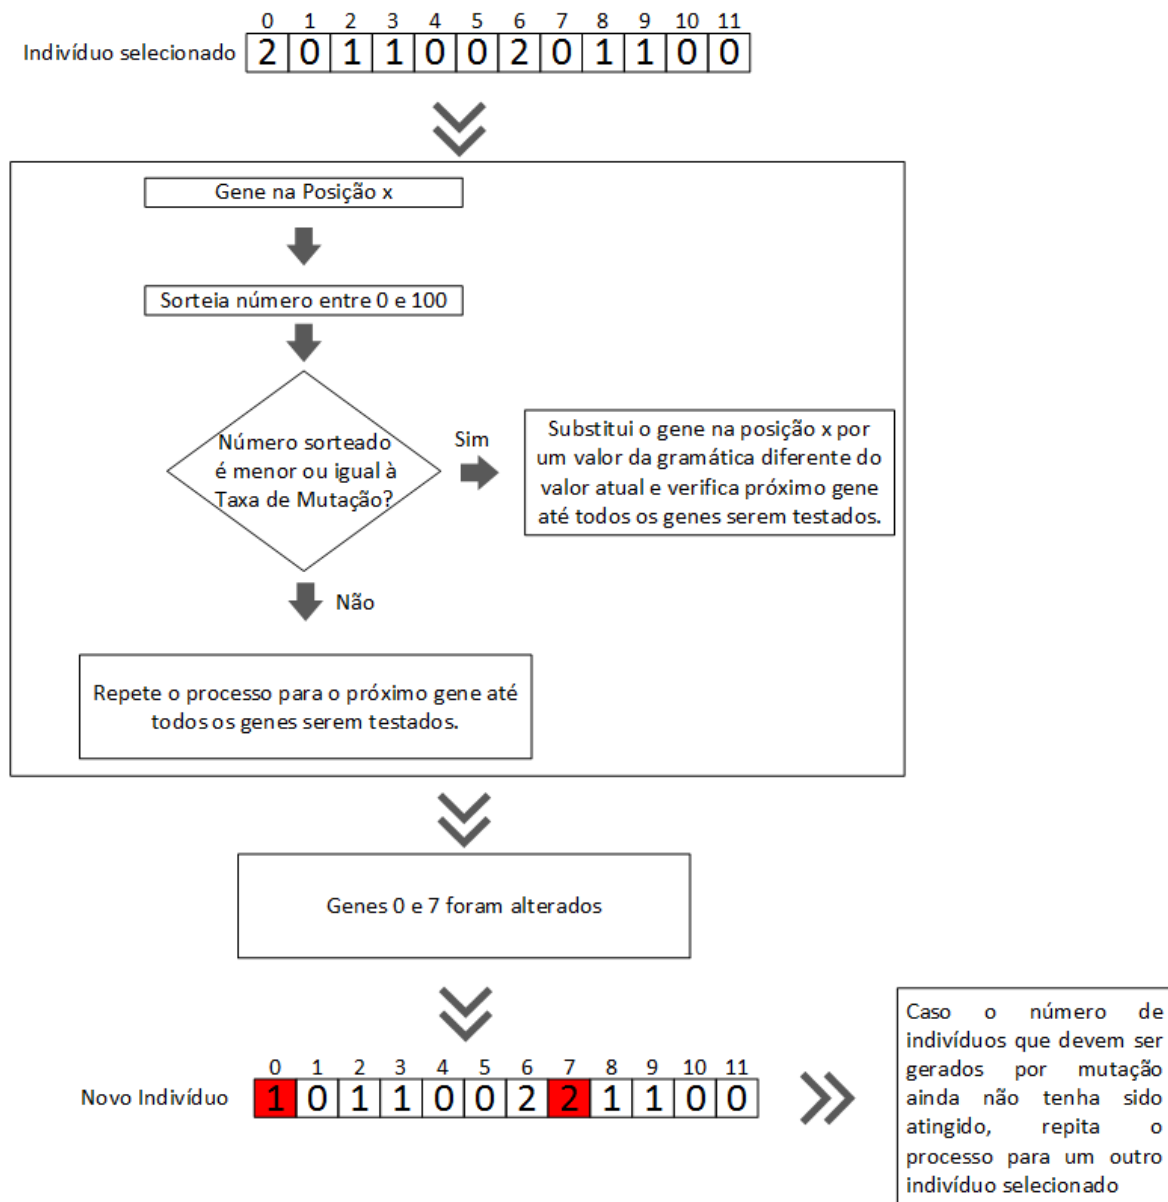 0 1 2 3 4 5 6 7 8 9 10 11
Indivíduo selecionado 2 0 1 1 0 0 2 0 1 1 0 0
Gene na Posição x
Sorteia número entre 0 e 100
Número sorteado
é menor ou igual à
Taxa de Mutação?
Sim
Substitui o gene na posição x por
um valor da gramática diferente do
valor atual e verifica próximo gene
até todos os genes serem testados.
Não
Repete o processo para o próximo gene até
todos os genes serem testados.
Genes 0 e 7 foram alterados
0 1 2 3 4 5 6 7 8 9 10 11
Novo Indivíduo 1 0 1 1 0 0 2 2 1 1 0 0
Caso o número de
indivíduos que devem ser
gerados por mutação
ainda não tenha sido
atingido, repita o
processo para um outro
indivíduo selecionado